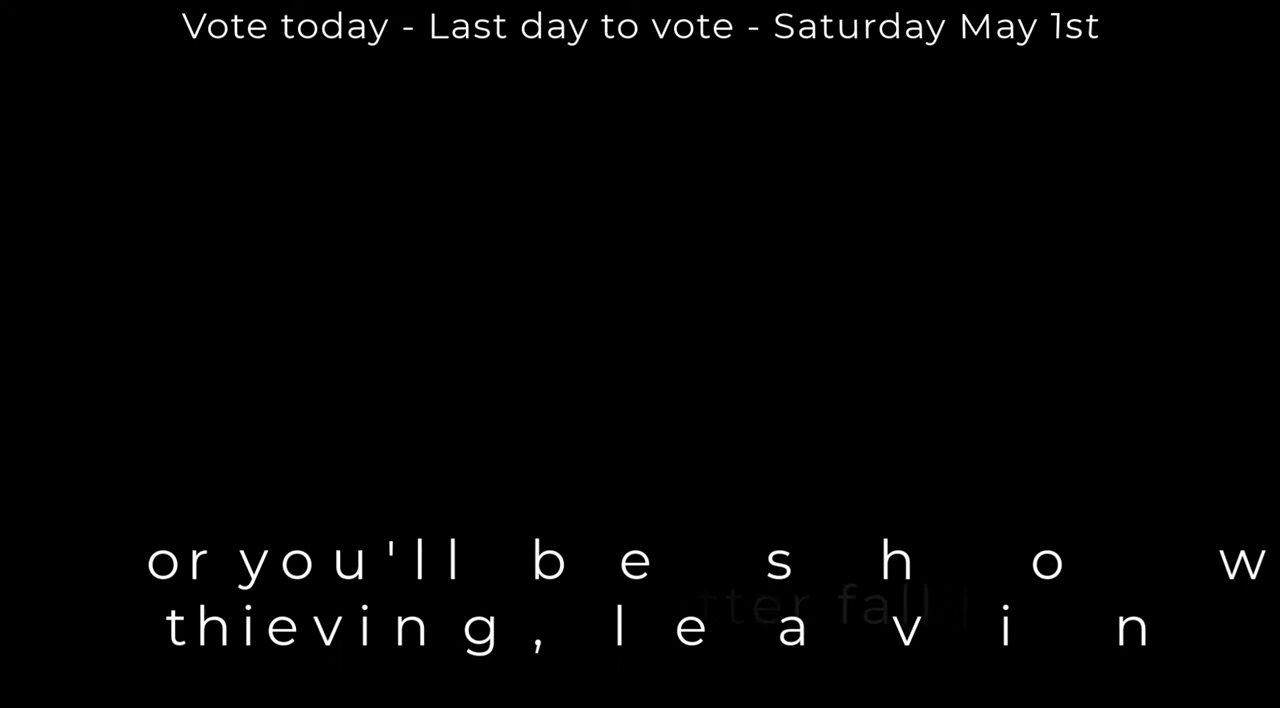 Vote today - Last day to vote - Saturday May 1st
or you'll be show
thieving, leavin